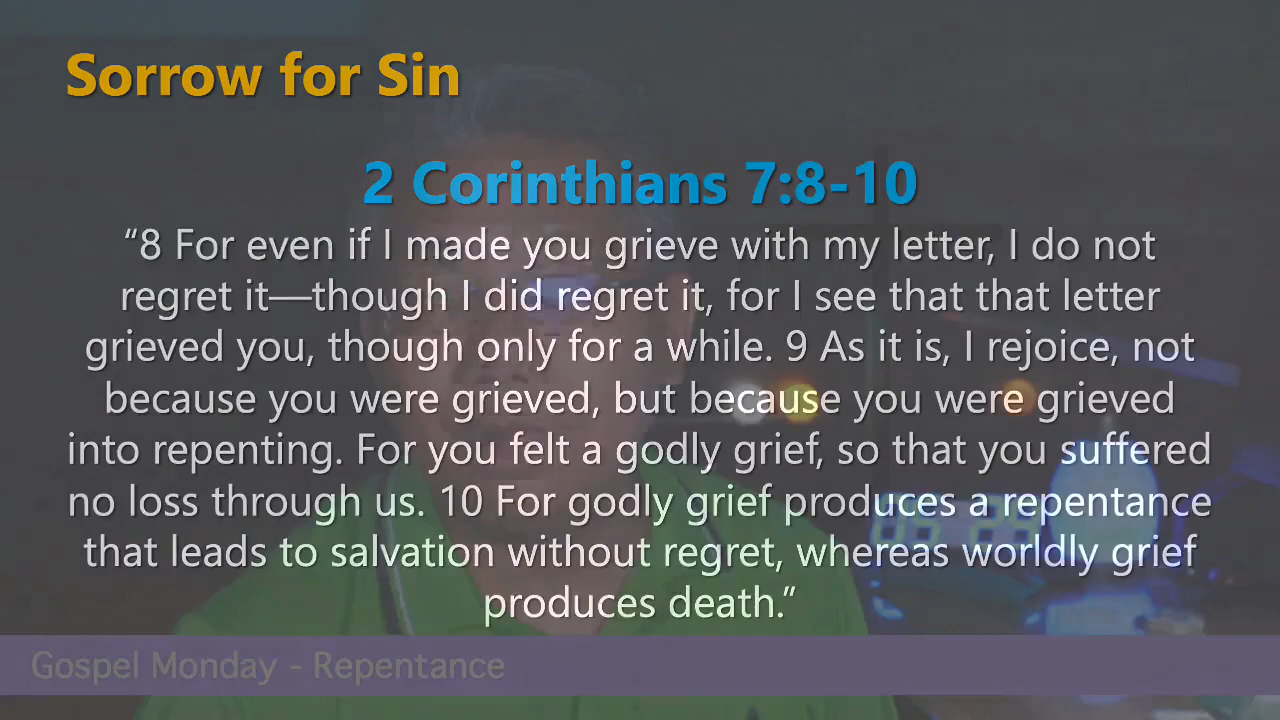 Sorrow for Sin
2 Corinthians 7:8-10
“8 For even if I made you grieve with my letter, I do not
regret it—though I did regret it, for I see that that letter
grieved you, though only for a while. 9 As it is, I rejoice, not
because you were grieved, but because you were grieved
into repenting. For you felt a godly grief, so that you suffered
no loss through us. 10 For godly grief produces a repentance
that leads to salvation without regret, whereas worldly grief
produces death.”
05 28
Gospel Monday - Repentance